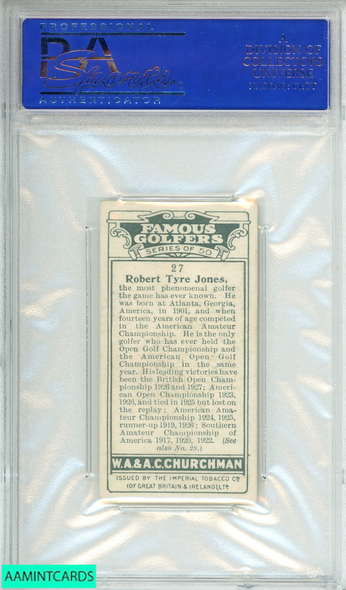 PROFESSIONAL
PSA
AUTHENTICATOR
A
DIVISION OF
COLLECTORS
UNIVERSE
FAMOUS
GOLFERS
SERIES OF 50
27
Robert Tyre Jones,
the most phenomenal golfer
the game has ever known. He
was born at Atlanta, Georgia,
America, in 1901, and when
fourteen years of age competed
in the American Amateur
Championship. He is the only
golfer who has ever held the
Open Golf Championship and
the American Open Golf
Championship in the same
year. His leading victories have
been the British Open Cham-
pionship 1926 and 1927; Amer-
ican Open Championship 1923,
1926, and tied in 1925 but lost on
the replay; American Ama-
teur Championship 1924, 1925,
runner-up 1919, 1926; Southern
Amateur Championship of
America 1917, 1920, 1922. (See
also No. 28.)
W.A. & A.C. CHURCHMAN
ISSUED BY THE IMPERIAL TOBACCO Co
(OF GREAT BRITAIN & IRELAND) LTD
AAMINTCARDS